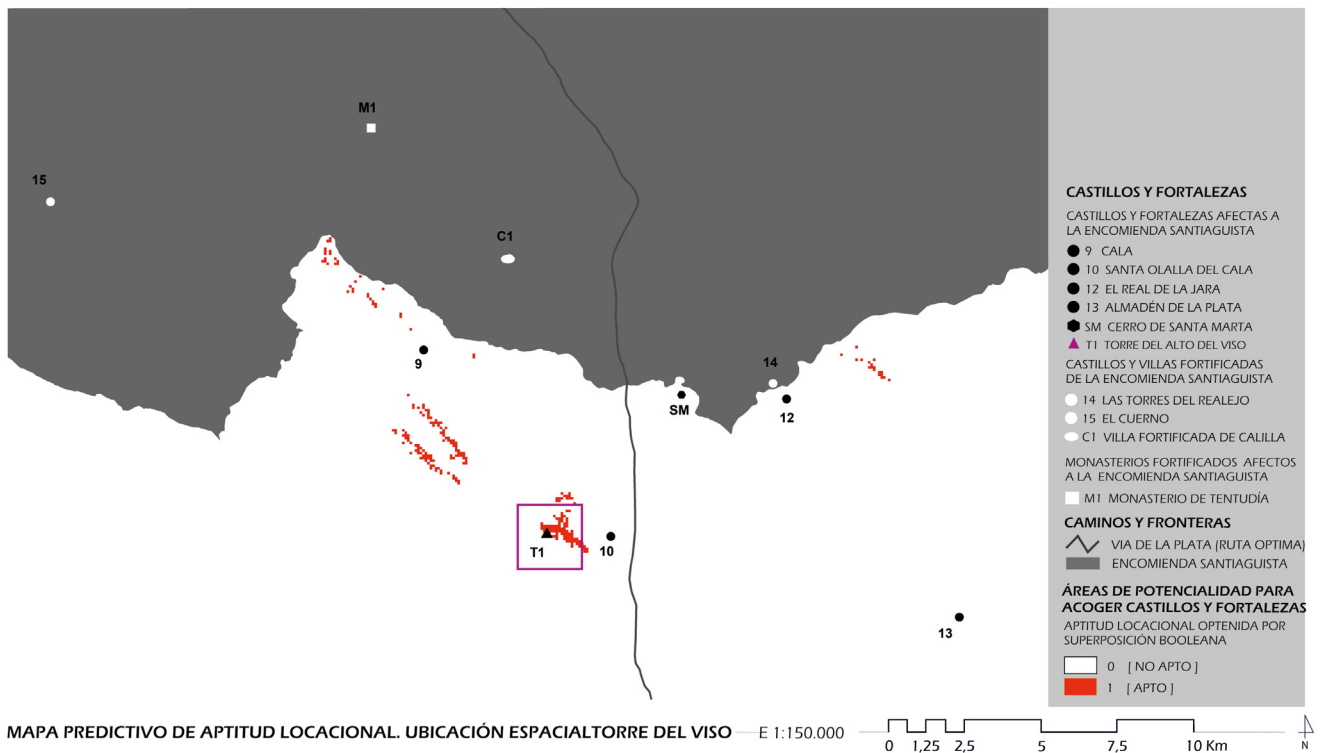 M1
15
C1
9
14
SM
12
T1
10
13
CASTILLOS Y FORTALEZAS
CASTILLOS Y FORTALEZAS AFECTAS A
LA ENCOMIENDA SANTIAGUISTA
9 CALA
10 SANTA OLALLA DEL CALA
12 EL REAL DE LA JARA
13 ALMADÉN DE LA PLATA
SM CERRO DE SANTA MARTA
T1 TORRE DEL ALTO DEL VISO
CASTILLOS Y VILLAS FORTIFICADAS
DE LA ENCOMIENDA SANTIAGUISTA
14 LAS TORRES DEL REALEJO
15 EL CUERNO
C1 VILLA FORTIFICADA DE CALILLA
MONASTERIOS FORTIFICADOS AFECTOS
A LA ENCOMIENDA SANTIAGUISTA
M1 MONASTERIO DE TENTUDÍA
CAMINOS Y FRONTERAS
VIA DE LA PLATA (RUTA OPTIMA)
ENCOMIENDA SANTIAGUISTA
ÁREAS DE POTENCIALIDAD PARA
ACOGER CASTILLOS Y FORTALEZAS
APTITUD LOCACIONAL OPTENIDA POR
SUPERPOSICIÓN BOOLEANA
0 [ NO APTO ]
1 [ APTO ]
MAPA PREDICTIVO DE APTITUD LOCACIONAL. UBICACIÓN ESPACIALTORRE DEL VISO E 1:150.000
0 1,25 2,5 5 7,5 10 Km
N